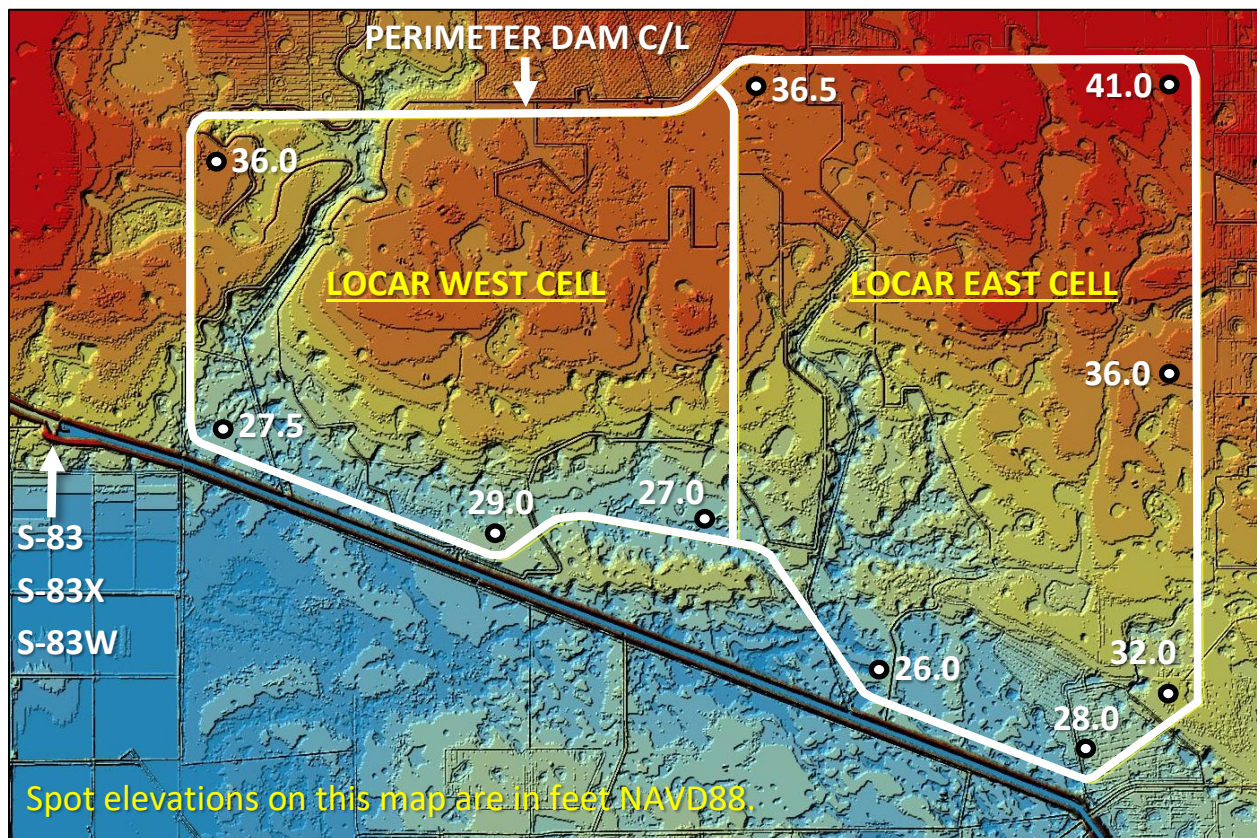 PERIMETER DAM C/L
36.5
41.0
36.0
LOCAR WEST CELL
LOCAR EAST CELL
36.0
27.5
29.0
27.0
S-83
S-83X
S-83W
26.0
32.0
28.0
Spot elevations on this map are in feet NAVD88.